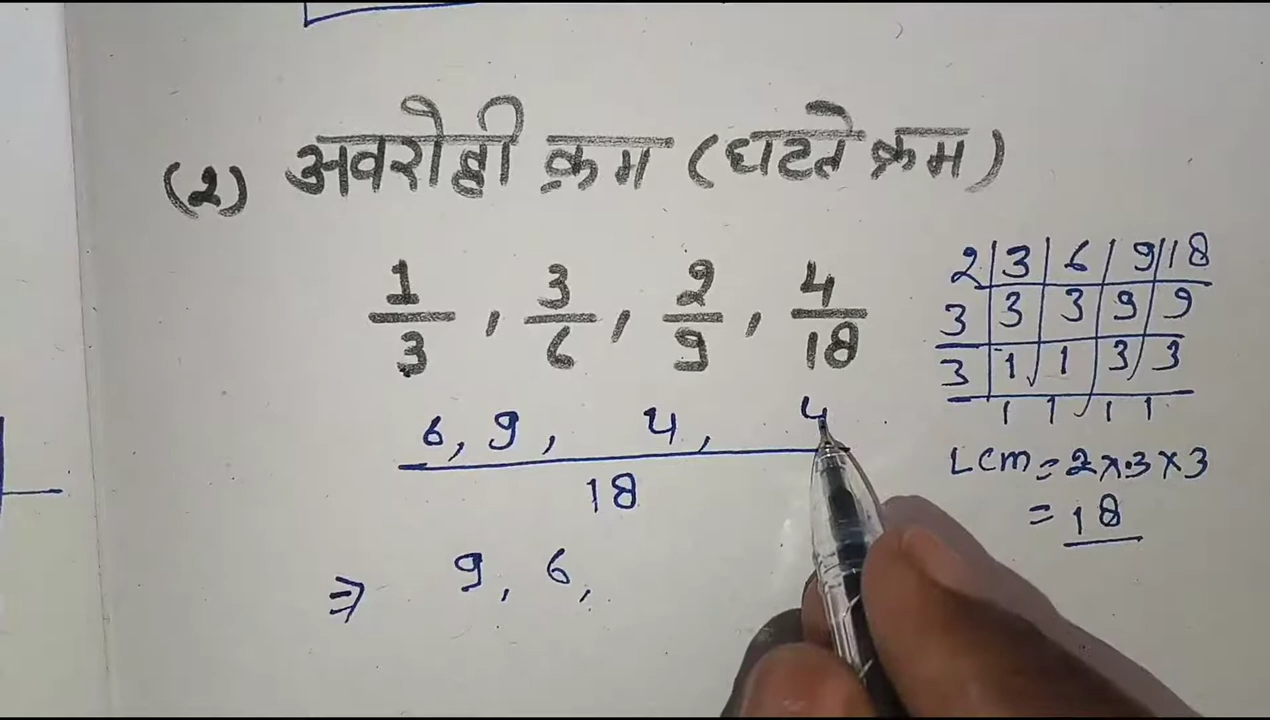 (२) अवरोही क्रम (घटते क्रम)
1/3, 3/6, 2/9, 4/18
6, 9, 4, 4
18
⇒ 9, 6,
2 | 3 | 6 | 9 | 18
3 | 3 | 3 | 9 | 9
3 | 1 | 1 | 3 | 3
1 1 1 1
LCM = 2×3×3
= 18